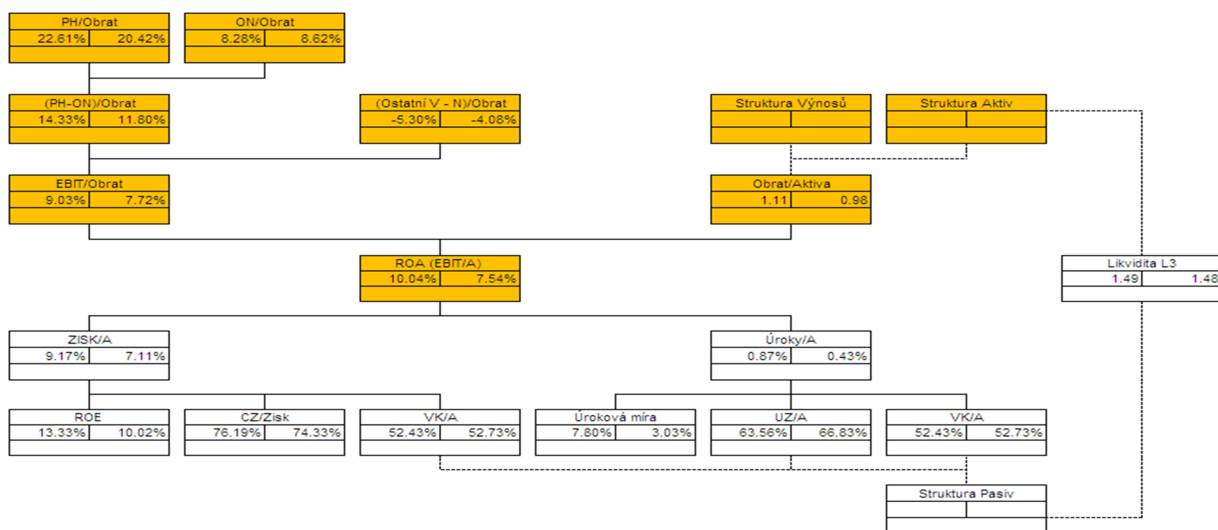 PH/Obrat ON/Obrat
22.61% 20.42% 8.28% 8.62%
(PH-ON)/Obrat (Ostatní V - N)/Obrat Struktura Výnosů Struktura Aktiv
14.33% 11.80% -5.30% -4.08%
EBIT/Obrat Obrat/Aktiva
9.03% 7.72% 1.11 0.98
ROA (EBIT/A) Likvidita L3
10.04% 7.54% 1.49 1.48
ZISK/A Úroky/A
9.17% 7.11% 0.87% 0.43%
ROE CZ/Zisk VK/A Úroková míra UZ/A VK/A
13.33% 10.02% 76.19% 74.33% 52.43% 52.73% 7.80% 3.03% 63.56% 66.83% 52.43% 52.73%
Struktura Pasiv